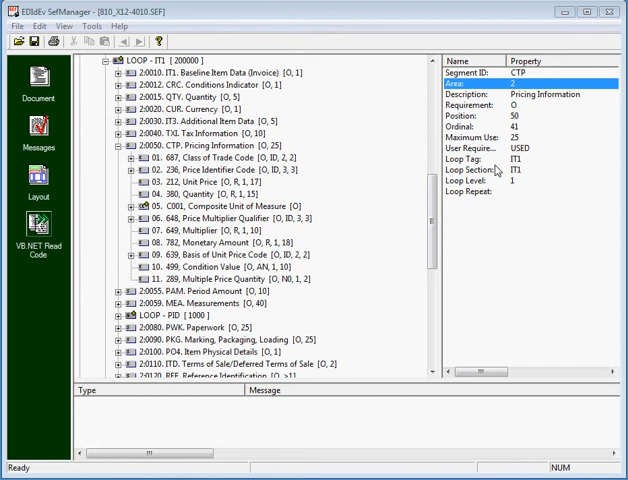 EDIdEv SefManager - [810_X12-4010.SEF]
File Edit View Tools Help
Document
Messages
Layout
VB.NET Read
Code
LOOP - IT1 [ 200000 ]
2:0010. IT1. Baseline Item Data (Invoice) [O, 1]
2:0012. CRC. Conditions Indicator [O, 1]
2:0015. QTY. Quantity [O, 5]
2:0020. CUR. Currency [O, 1]
2:0030. IT3. Additional Item Data [O, 5]
2:0040. TXI. Tax Information [O, 10]
2:0050. CTP. Pricing Information [O, 25]
01. 687, Class of Trade Code [O, ID, 2, 2]
02. 236, Price Identifier Code [O, ID, 3, 3]
03. 212, Unit Price [O, R, 1, 17]
04. 380, Quantity [O, R, 1, 15]
05. C001, Composite Unit of Measure [O]
06. 648, Price Multiplier Qualifier [O, ID, 3, 3]
07. 649, Multiplier [O, R, 1, 10]
08. 782, Monetary Amount [O, R, 1, 18]
09. 639, Basis of Unit Price Code [O, ID, 2, 2]
10. 499, Condition Value [O, AN, 1, 10]
11. 289, Multiple Price Quantity [O, N0, 1, 2]
2:0055. PAM. Period Amount [O, 10]
2:0059. MEA. Measurements [O, 40]
LOOP - PID [ 1000 ]
2:0080. PWK. Paperwork [O, 25]
2:0090. PKG. Marking, Packaging, Loading [O, 25]
2:0100. PO4. Item Physical Details [O, 1]
2:0110. ITD. Terms of Sale/Deferred Terms of Sale [O, 2]
2:0120. REF. Reference Identification [O, >1]
Name Property
Segment ID: CTP
Area: 2
Description: Pricing Information
Requirement: O
Position: 50
Ordinal: 41
Maximum Use: 25
User Require... USED
Loop Tag: IT1
Loop Section: IT1
Loop Level: 1
Loop Repeat:
Type Message
Ready NUM